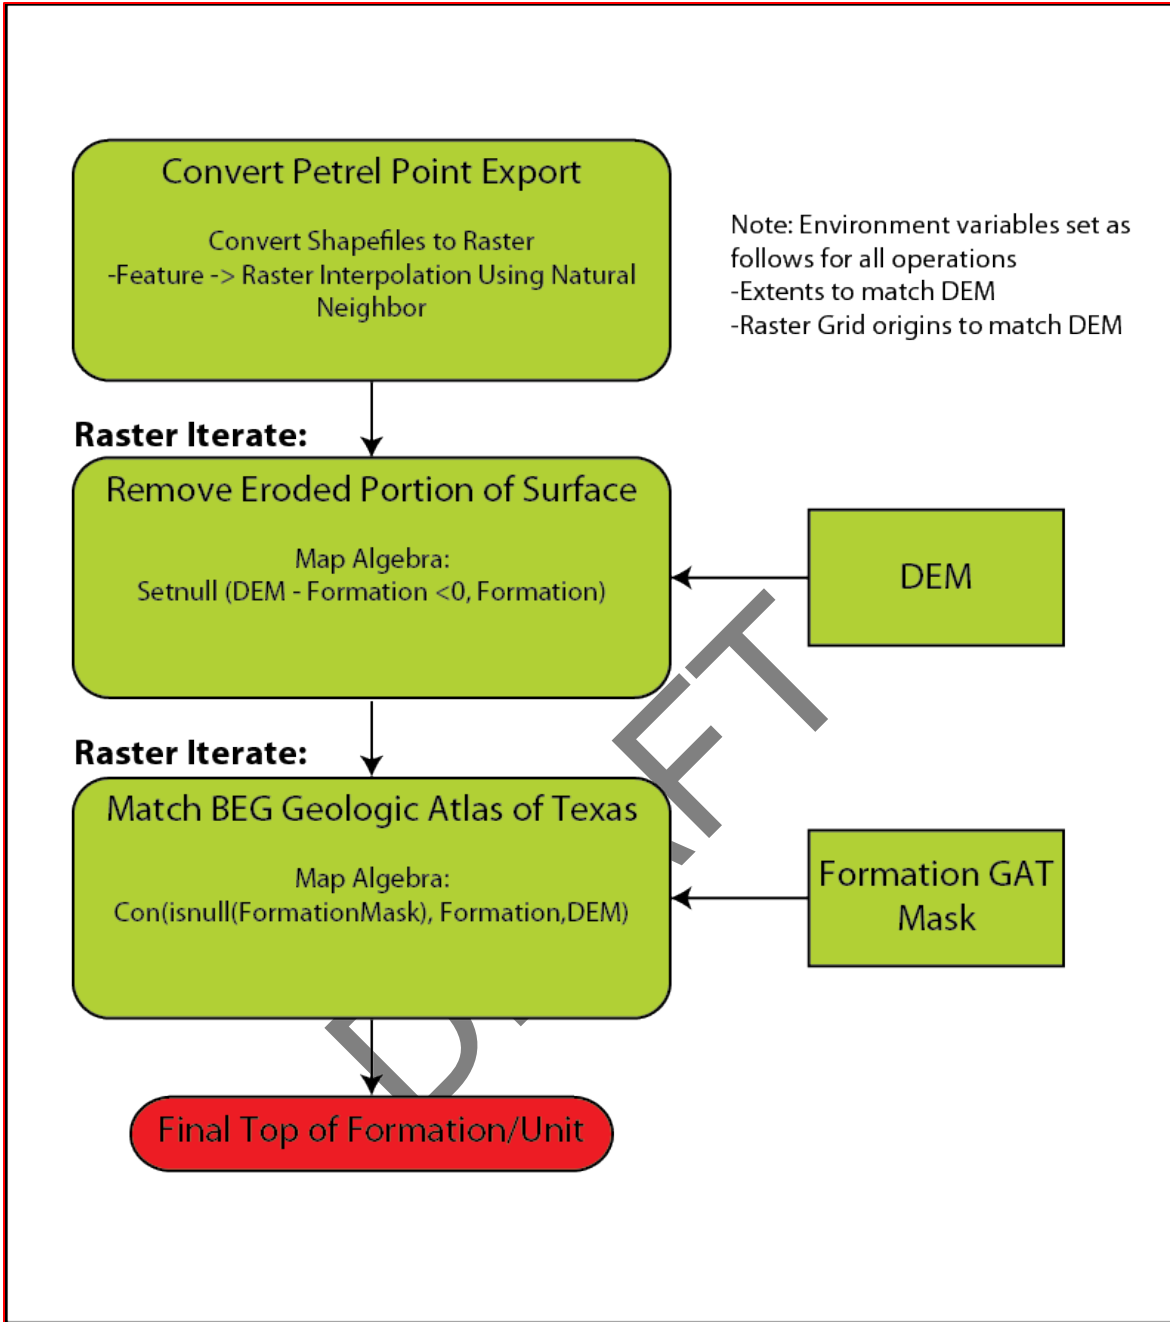 Convert Petrel Point Export
Convert Shapefiles to Raster
-Feature -> Raster Interpolation Using Natural
Neighbor
Note: Environment variables set as
follows for all operations
-Extents to match DEM
-Raster Grid origins to match DEM
Raster Iterate:
Remove Eroded Portion of Surface
Map Algebra:
Setnull (DEM - Formation <0, Formation)
DEM
Raster Iterate:
Match BEG Geologic Atlas of Texas
Map Algebra:
Con(isnull(FormationMask), Formation,DEM)
Formation GAT
Mask
Final Top of Formation/Unit
DRAFT